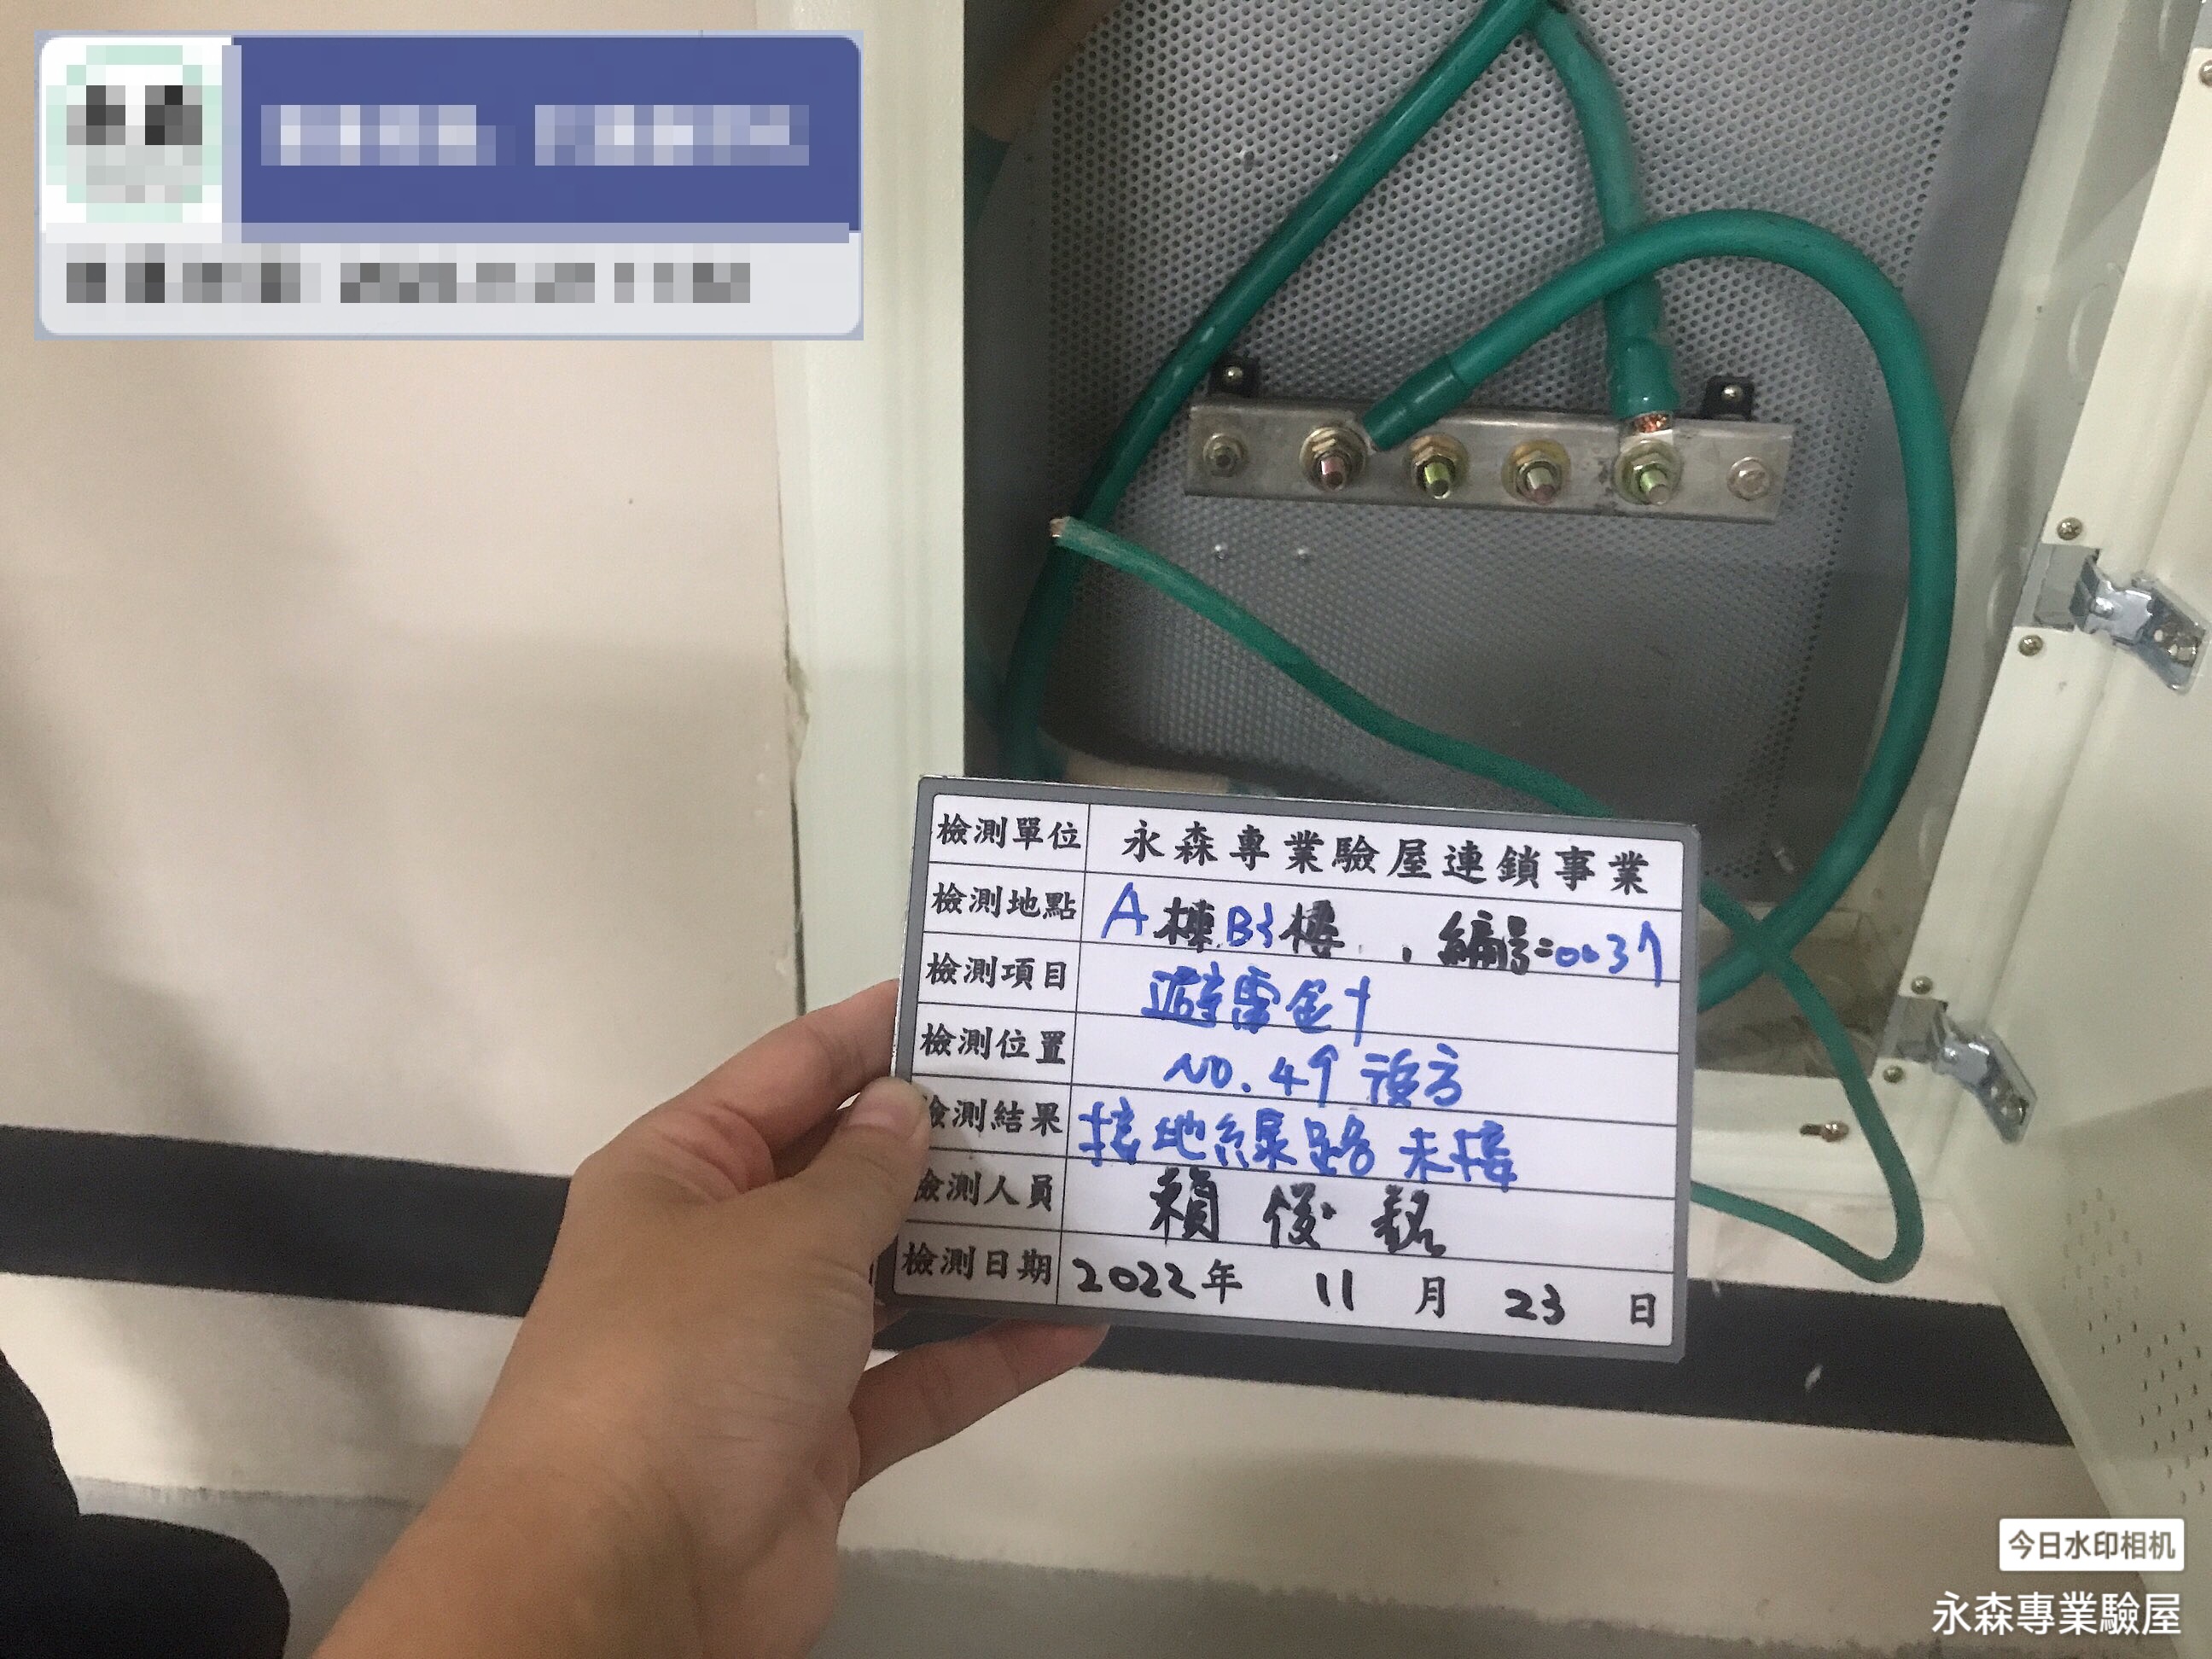 檢測單位 永森專業驗屋連鎖事業
檢測地點 A棟B3樓 , 編號:0037
檢測項目 避雷針
檢測位置 NO.49 後方
檢測結果 接地線路未接
檢測人員 賴俊銘
檢測日期 2022年 11 月 23 日
今日水印相机
永森專業驗屋